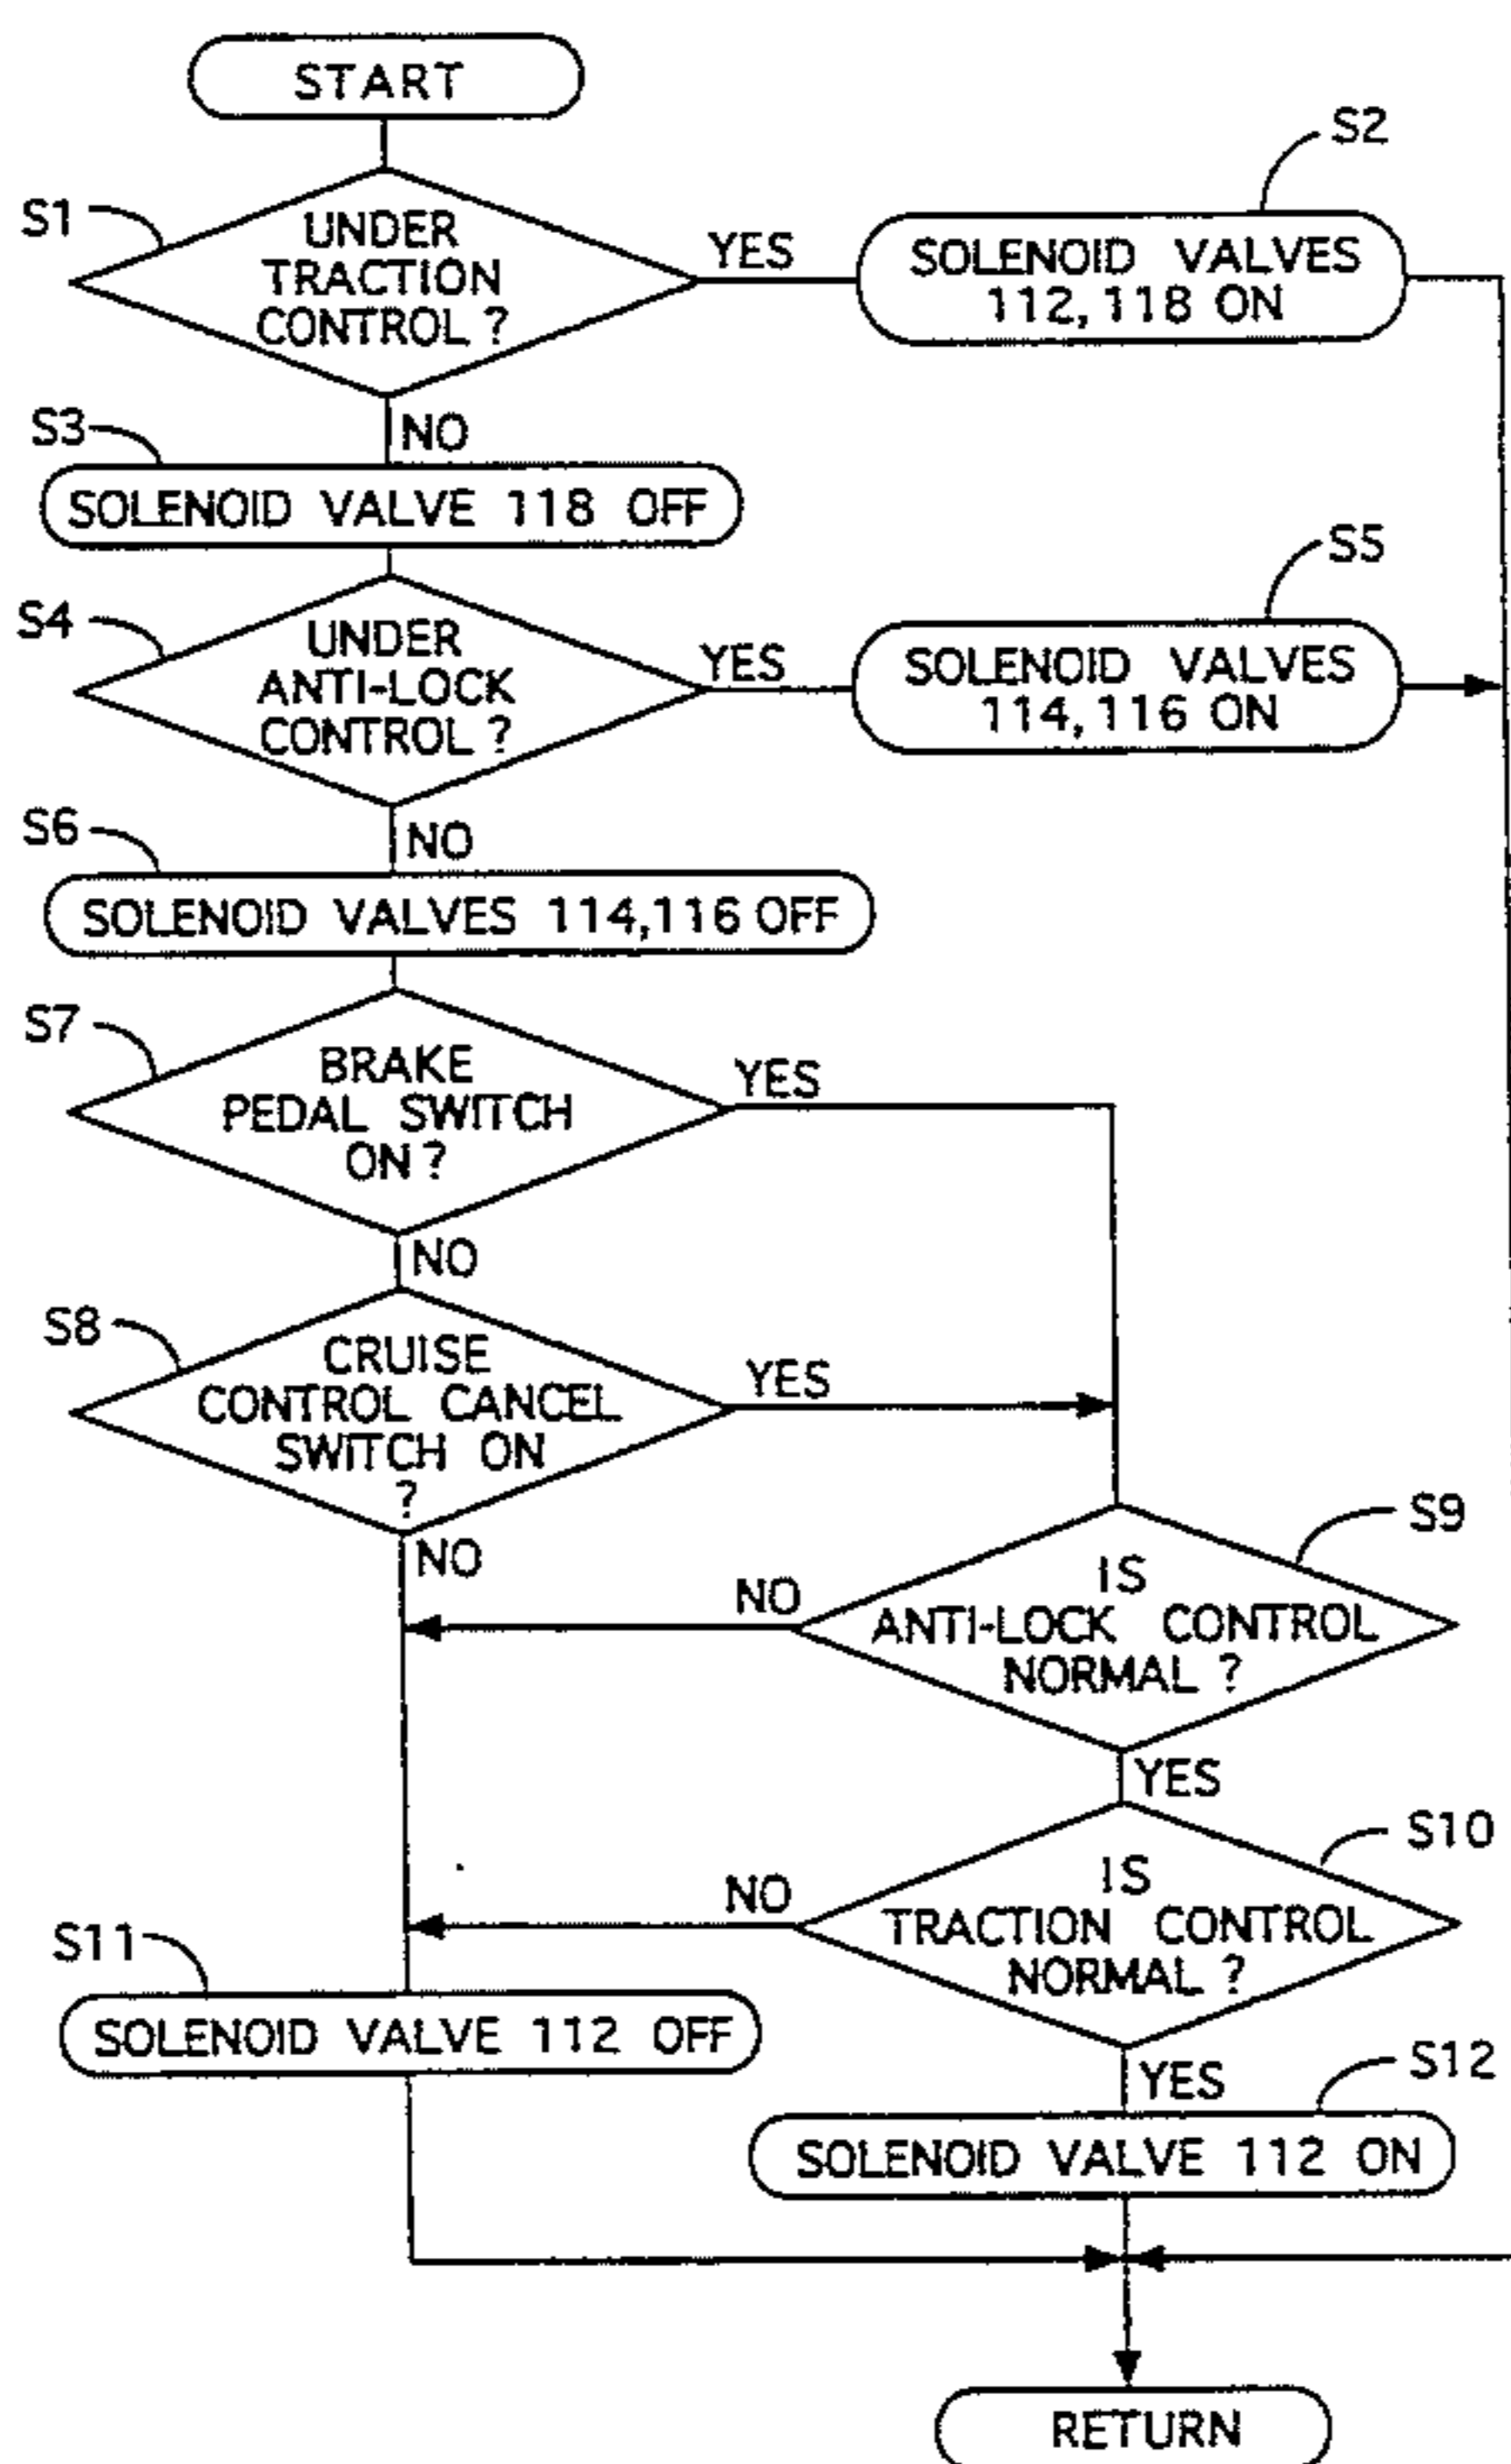 START
S1
UNDER
TRACTION
CONTROL ?
YES
S2
SOLENOID VALVES
112, 118 ON
NO
S3
SOLENOID VALVE 118 OFF
S4
UNDER
ANTI-LOCK
CONTROL ?
YES
S5
SOLENOID VALVES
114, 116 ON
NO
S6
SOLENOID VALVES 114,116 OFF
S7
BRAKE
PEDAL SWITCH
ON ?
YES
NO
S8
CRUISE
CONTROL CANCEL
SWITCH ON
?
YES
NO
S9
IS
ANTI-LOCK CONTROL
NORMAL ?
NO
YES
S10
IS
TRACTION CONTROL
NORMAL ?
NO
S11
SOLENOID VALVE 112 OFF
YES
S12
SOLENOID VALVE 112 ON
RETURN